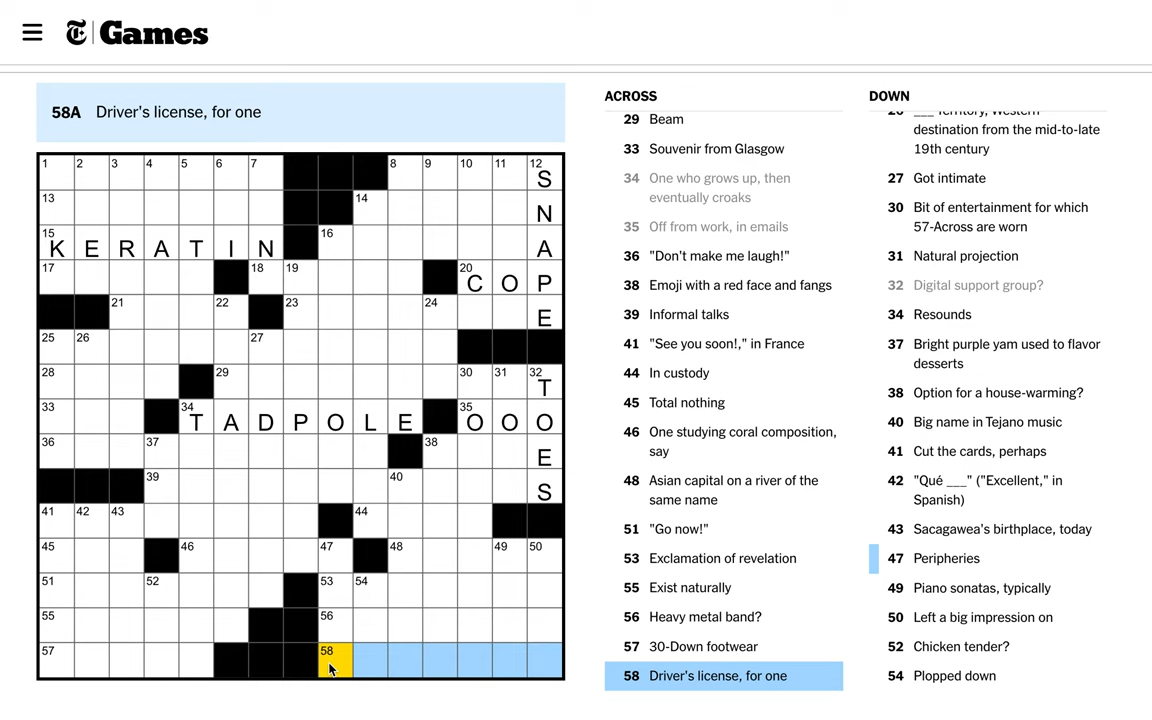 Games
58A Driver's license, for one
1 2 3 4 5 6 7 8 9 10 11 12 S
13 14 N
15 K E R A T I N 16 A
17 18 19 20 C O P
21 22 23 24 E
25 26 27
28 29 30 31 32 T
33 34 T A D P O L E 35 O O O
36 37 38 E
39 40 S
41 42 43 44
45 46 47 48 49 50
51 52 53 54
55 56
57 58
ACROSS
29 Beam
33 Souvenir from Glasgow
34 One who grows up, then
eventually croaks
35 Off from work, in emails
36 "Don't make me laugh!"
38 Emoji with a red face and fangs
39 Informal talks
41 "See you soon!," in France
44 In custody
45 Total nothing
46 One studying coral composition,
say
48 Asian capital on a river of the
same name
51 "Go now!"
53 Exclamation of revelation
55 Exist naturally
56 Heavy metal band?
57 30-Down footwear
58 Driver's license, for one
DOWN
26 ___ Territory, Western
destination from the mid-to-late
19th century
27 Got intimate
30 Bit of entertainment for which
57-Across are worn
31 Natural projection
32 Digital support group?
34 Resounds
37 Bright purple yam used to flavor
desserts
38 Option for a house-warming?
40 Big name in Tejano music
41 Cut the cards, perhaps
42 "Qué ___" ("Excellent," in
Spanish)
43 Sacagawea's birthplace, today
47 Peripheries
49 Piano sonatas, typically
50 Left a big impression on
52 Chicken tender?
54 Plopped down